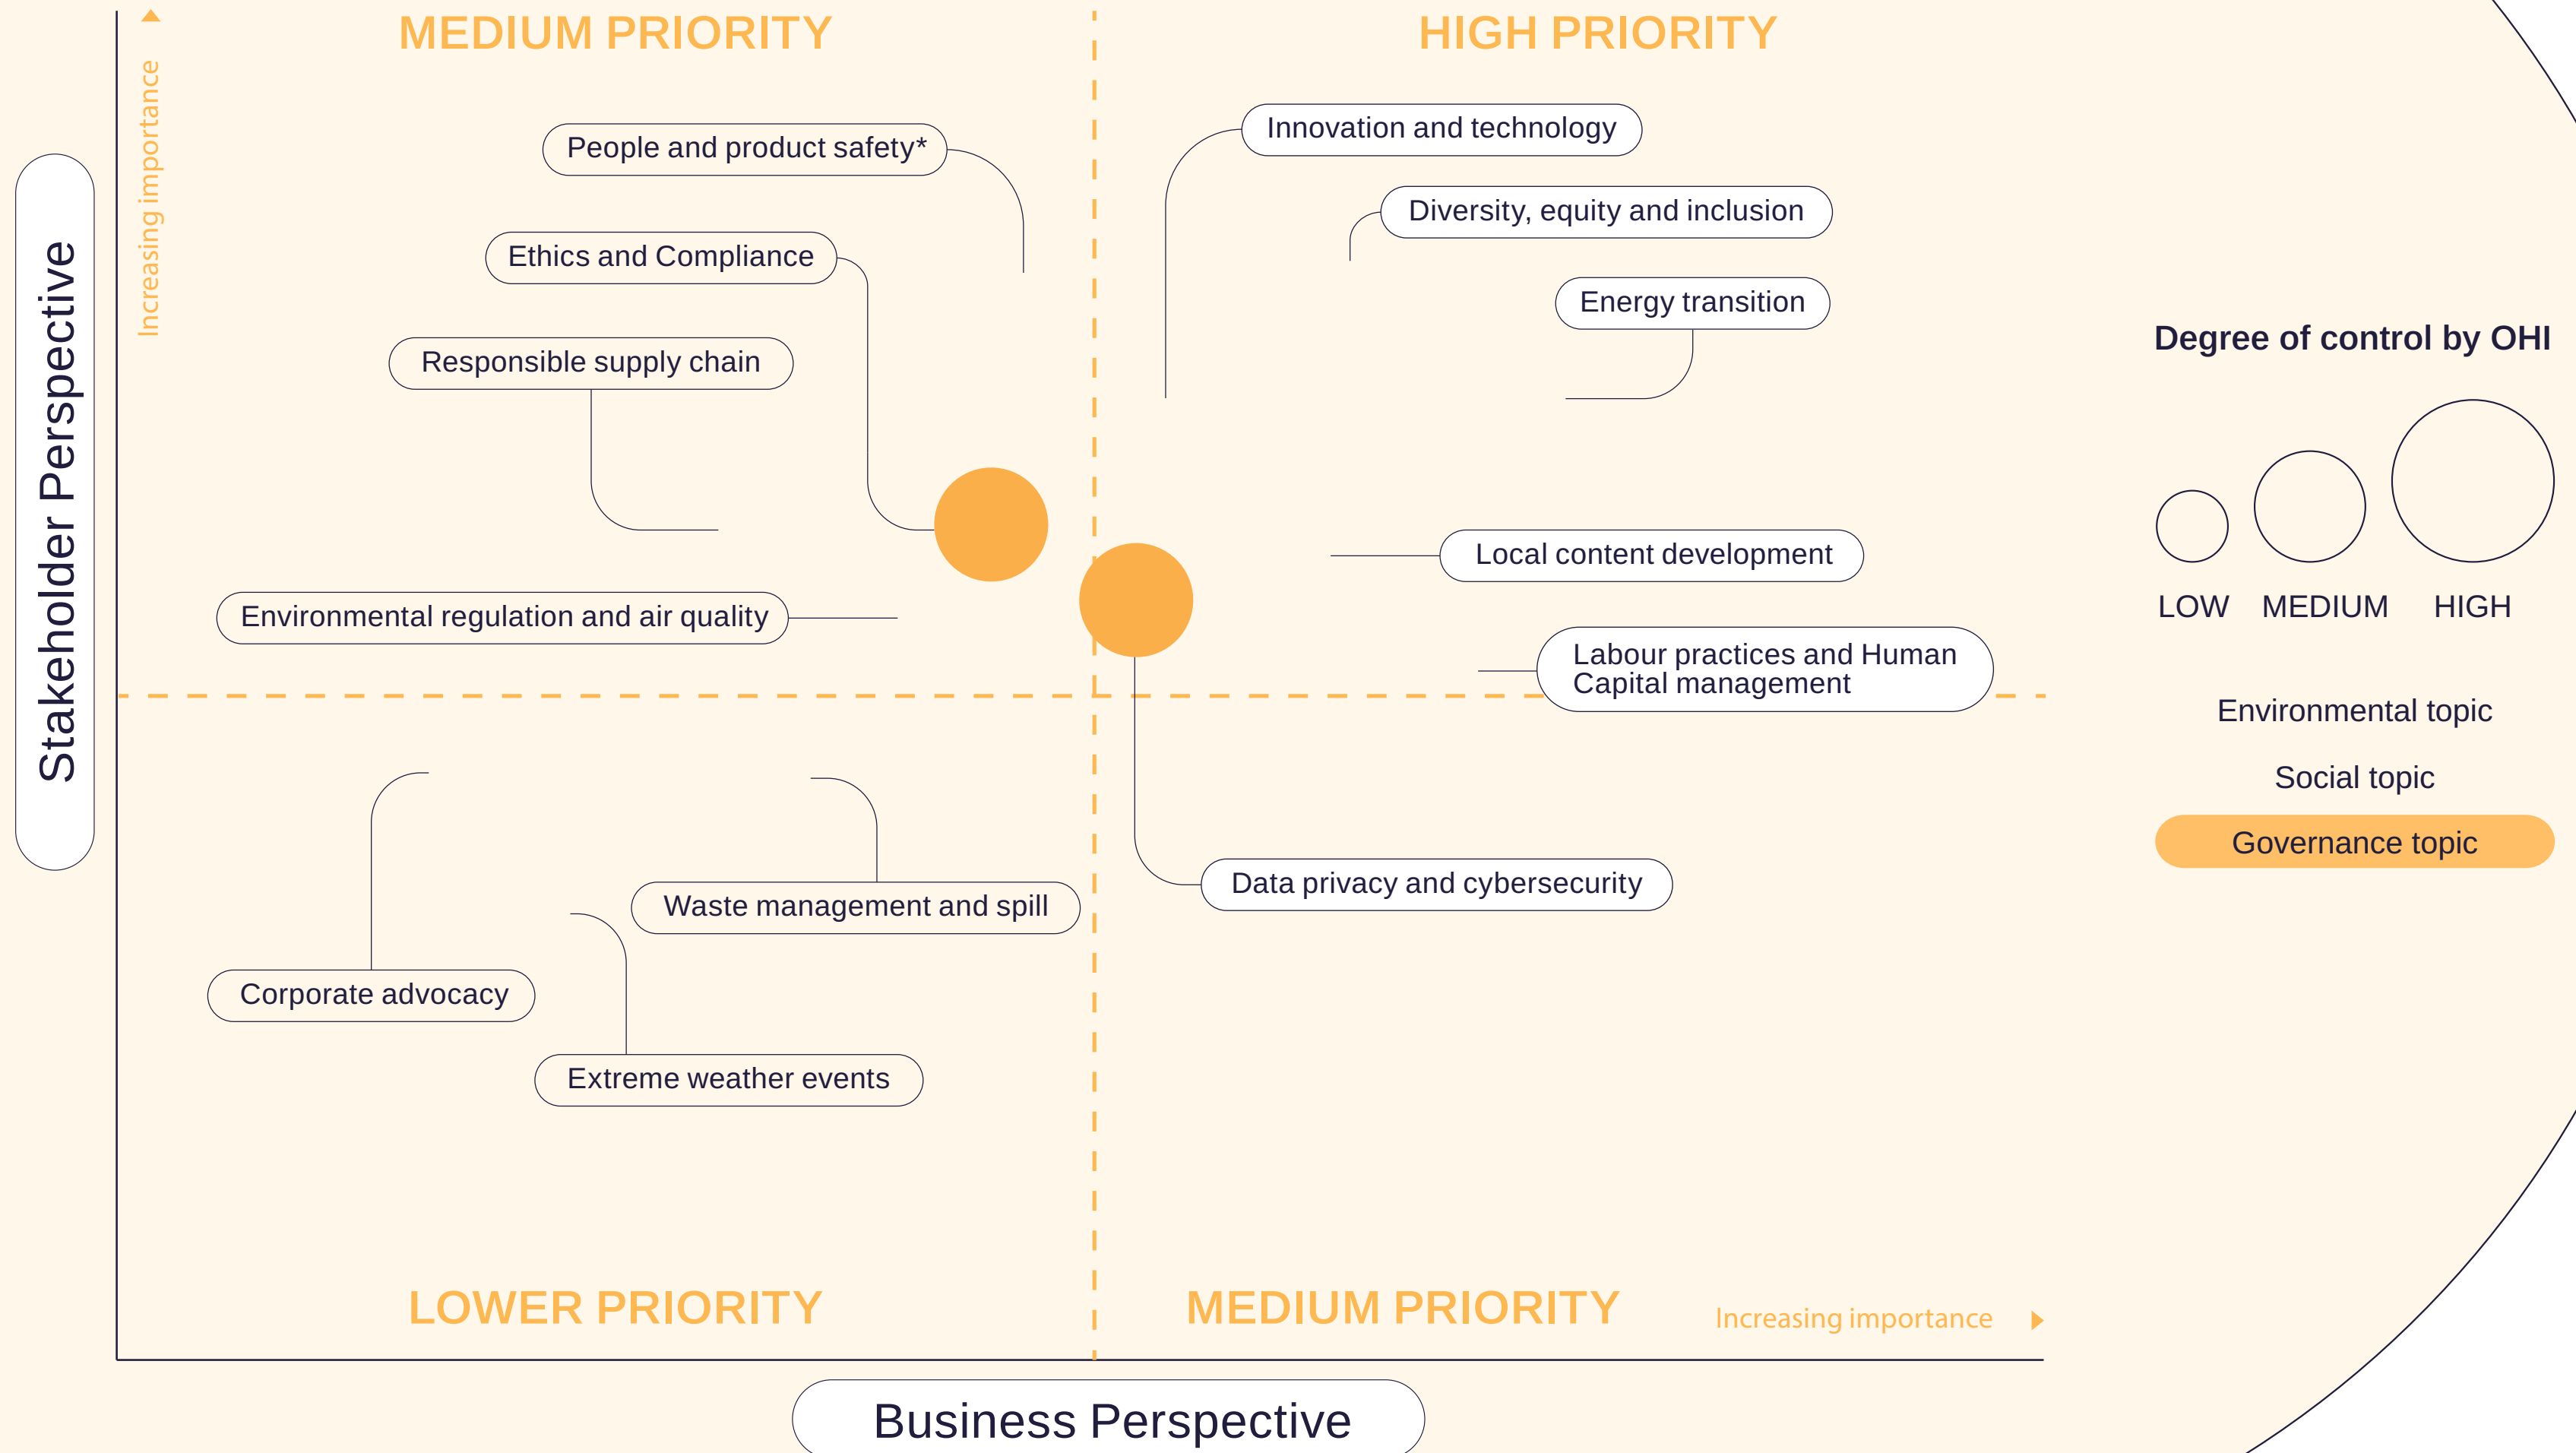 MEDIUM PRIORITY
HIGH PRIORITY
Increasing importance
Stakeholder Perspective
People and product safety*
Ethics and Compliance
Responsible supply chain
Environmental regulation and air quality
Innovation and technology
Diversity, equity and inclusion
Energy transition
Local content development
Labour practices and Human
Capital management
Data privacy and cybersecurity
Waste management and spill
Corporate advocacy
Extreme weather events
LOWER PRIORITY
MEDIUM PRIORITY
Increasing importance
Business Perspective
Degree of control by OHI
LOW
MEDIUM
HIGH
Environmental topic
Social topic
Governance topic